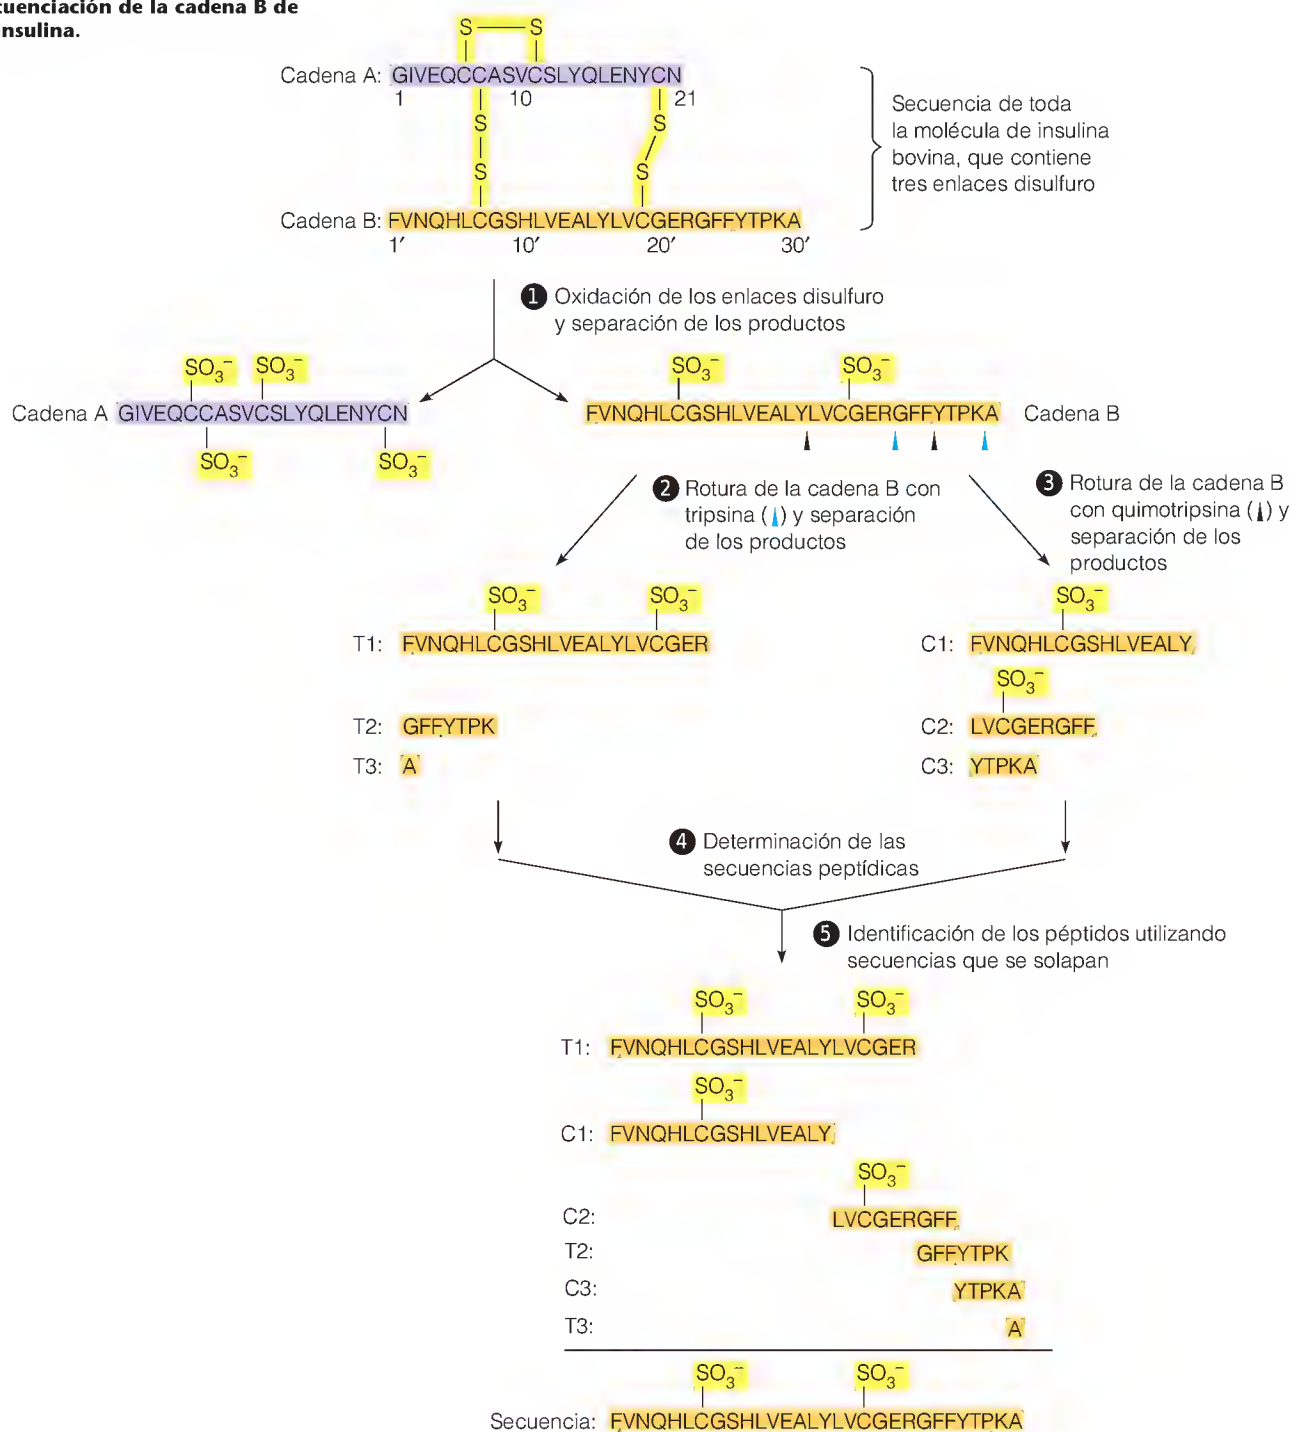 cuenciación de la cadena B de
nsulina.
S S
Cadena A: GIVEQCCASVCSLYQLENYCN
1 10 21
S S
S S
Cadena B: FVNQHLCGSHLVEALYLVCGERGFFYTPKA
1′ 10′ 20′ 30′
Secuencia de toda
la molécula de insulina
bovina, que contiene
tres enlaces disulfuro
1 Oxidación de los enlaces disulfuro
y separación de los productos
SO3− SO3−
Cadena A GIVEQCCASVCSLYQLENYCN
SO3− SO3−
SO3− SO3−
FVNQHLCGSHLVEALYLVCGERGFFYTPKA Cadena B
2 Rotura de la cadena B con
tripsina ( ) y separación
de los productos
3 Rotura de la cadena B
con quimotripsina ( ) y
separación de los
productos
SO3− SO3−
T1: FVNQHLCGSHLVEALYLVCGER
T2: GFFYTPK
T3: A
SO3−
C1: FVNQHLCGSHLVEALY
SO3−
C2: LVCGERGFF
C3: YTPKA
4 Determinación de las
secuencias peptídicas
5 Identificación de los péptidos utilizando
secuencias que se solapan
SO3− SO3−
T1: FVNQHLCGSHLVEALYLVCGER
SO3−
C1: FVNQHLCGSHLVEALY
SO3−
C2: LVCGERGFF
T2: GFFYTPK
C3: YTPKA
T3: A
SO3− SO3−
Secuencia: FVNQHLCGSHLVEALYLVCGERGFFYTPKA